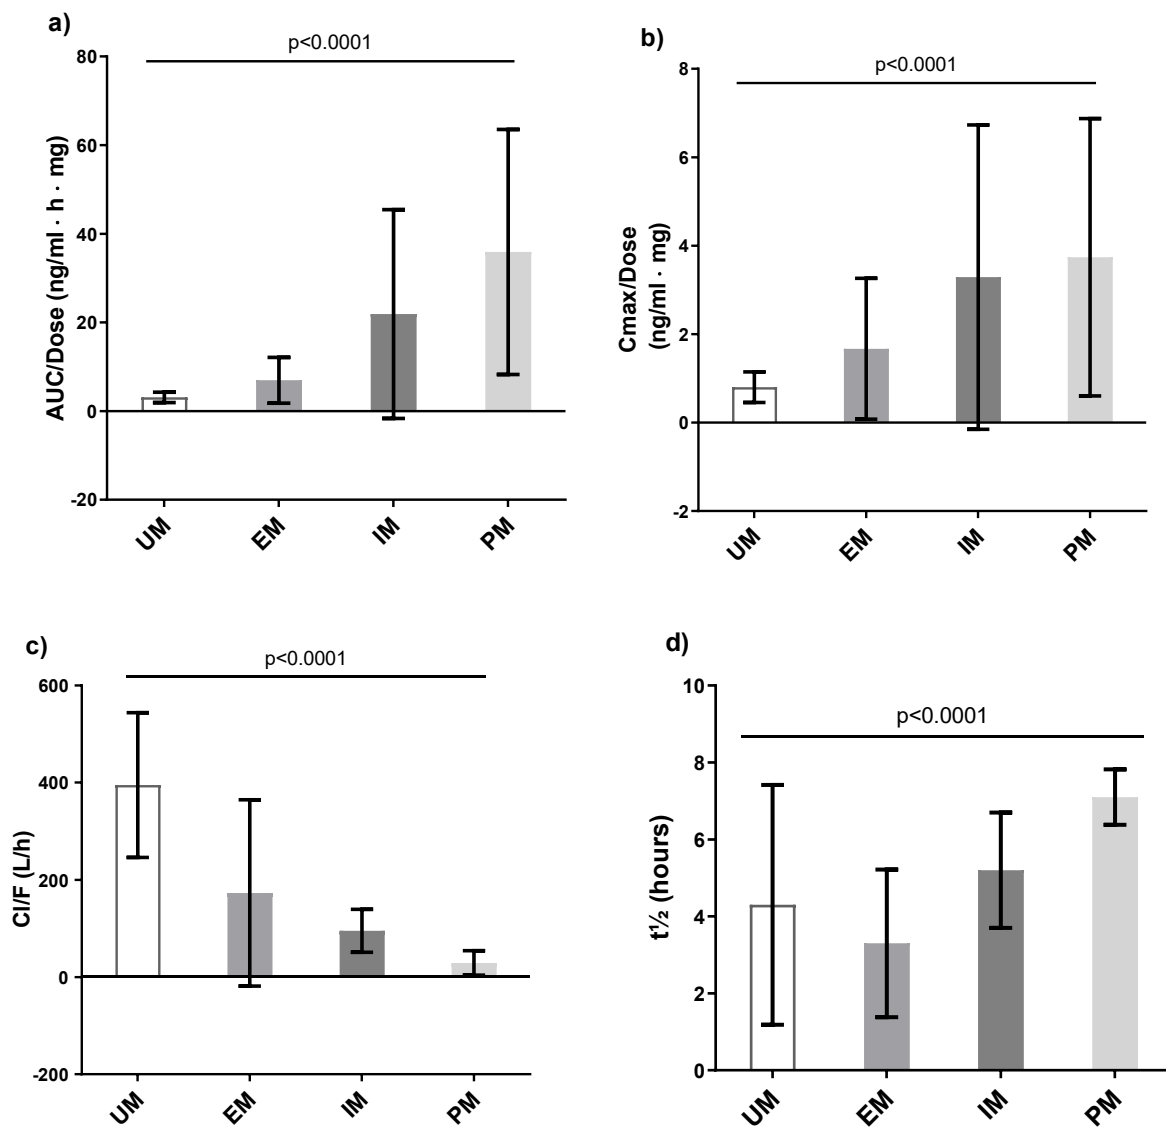 a)
p<0.0001
AUC/Dose (ng/ml · h · mg)
80
60
40
20
0
-20
UM
EM
IM
PM
b)
p<0.0001
Cmax/Dose
(ng/ml · mg)
8
6
4
2
0
-2
UM
EM
IM
PM
c)
p<0.0001
Cl/F (L/h)
600
400
200
0
-200
UM
EM
IM
PM
d)
p<0.0001
t½ (hours)
10
8
6
4
2
0
UM
EM
IM
PM